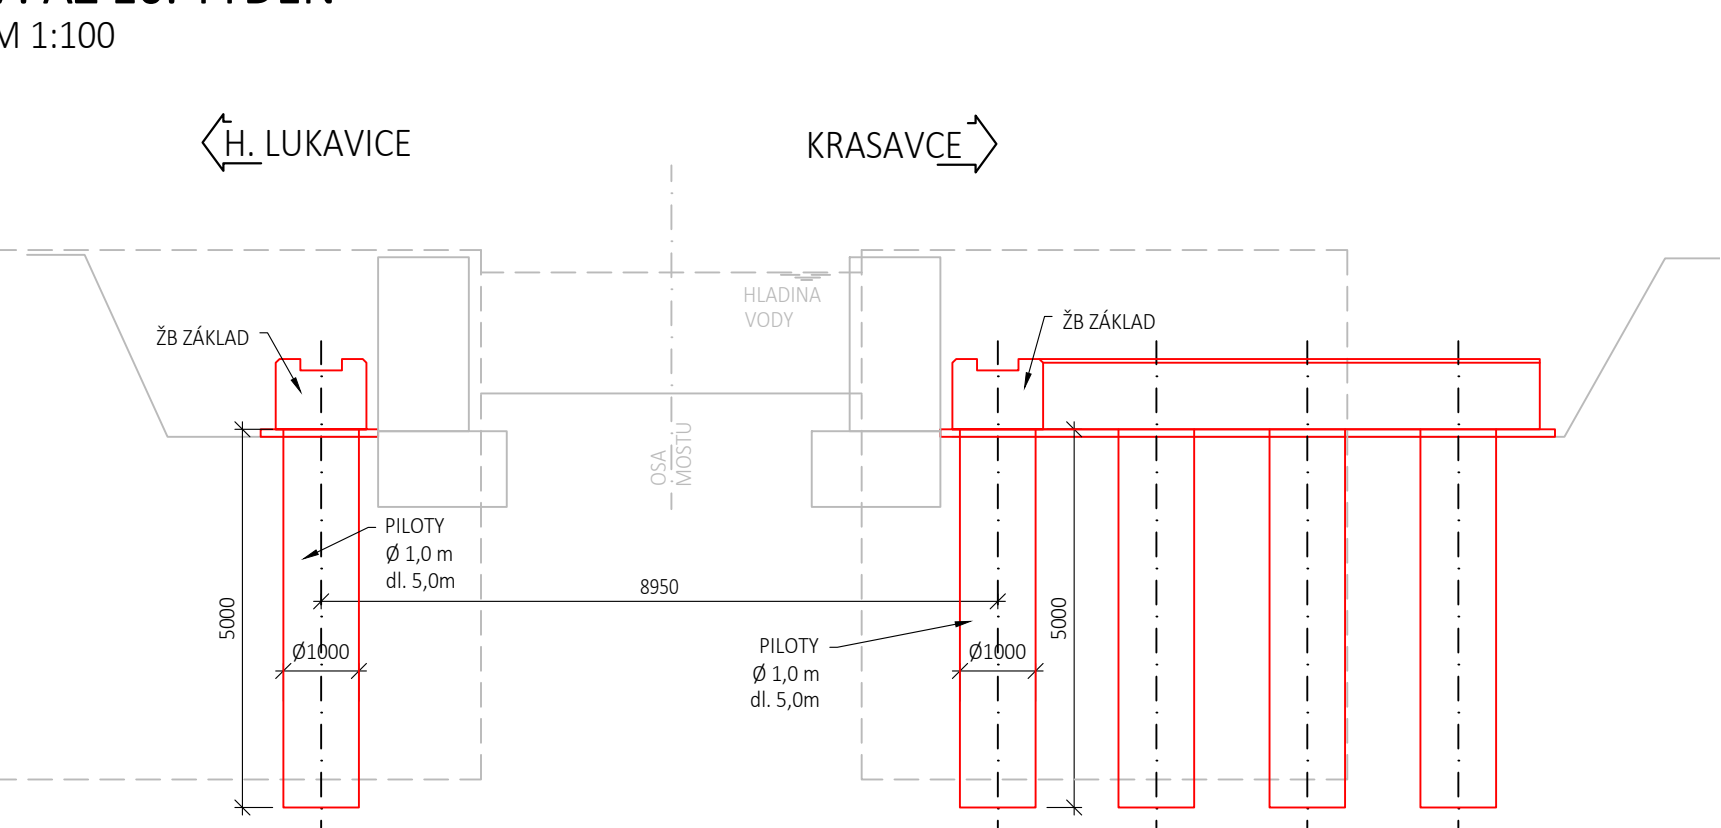 M 1:100
H. LUKAVICE
KRASAVCE
HLADINA
VODY
ŽB ZÁKLAD
ŽB ZÁKLAD
OSA
MOSTU
PILOTY
Ø 1,0 m
dl. 5,0m
8950
5000
5000
PILOTY
Ø 1,0 m
dl. 5,0m
Ø1000
Ø1000